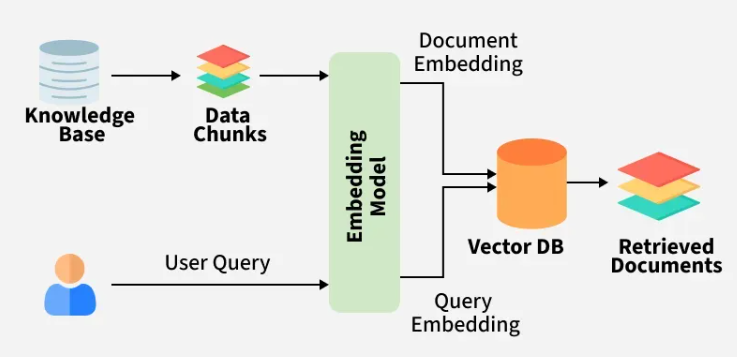 Document
Embedding
Knowledge
Base
Data
Chunks
Embedding
Model
User Query
Vector DB
Retrieved
Documents
Query
Embedding